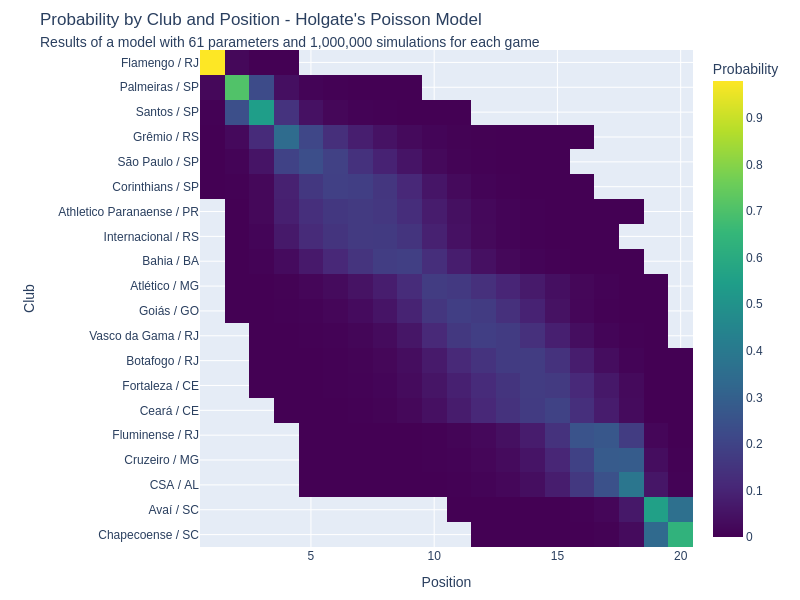 Probability by Club and Position - Holgate's Poisson Model
Results of a model with 61 parameters and 1,000,000 simulations for each game
Probability
Flamengo / RJ
Palmeiras / SP
Santos / SP
Grêmio / RS
São Paulo / SP
Corinthians / SP
Athletico Paranaense / PR
Internacional / RS
Bahia / BA
Atlético / MG
Goiás / GO
Vasco da Gama / RJ
Botafogo / RJ
Fortaleza / CE
Ceará / CE
Fluminense / RJ
Cruzeiro / MG
CSA / AL
Avaí / SC
Chapecoense / SC
Club
5
10
15
20
Position
0.9
0.8
0.7
0.6
0.5
0.4
0.3
0.2
0.1
0